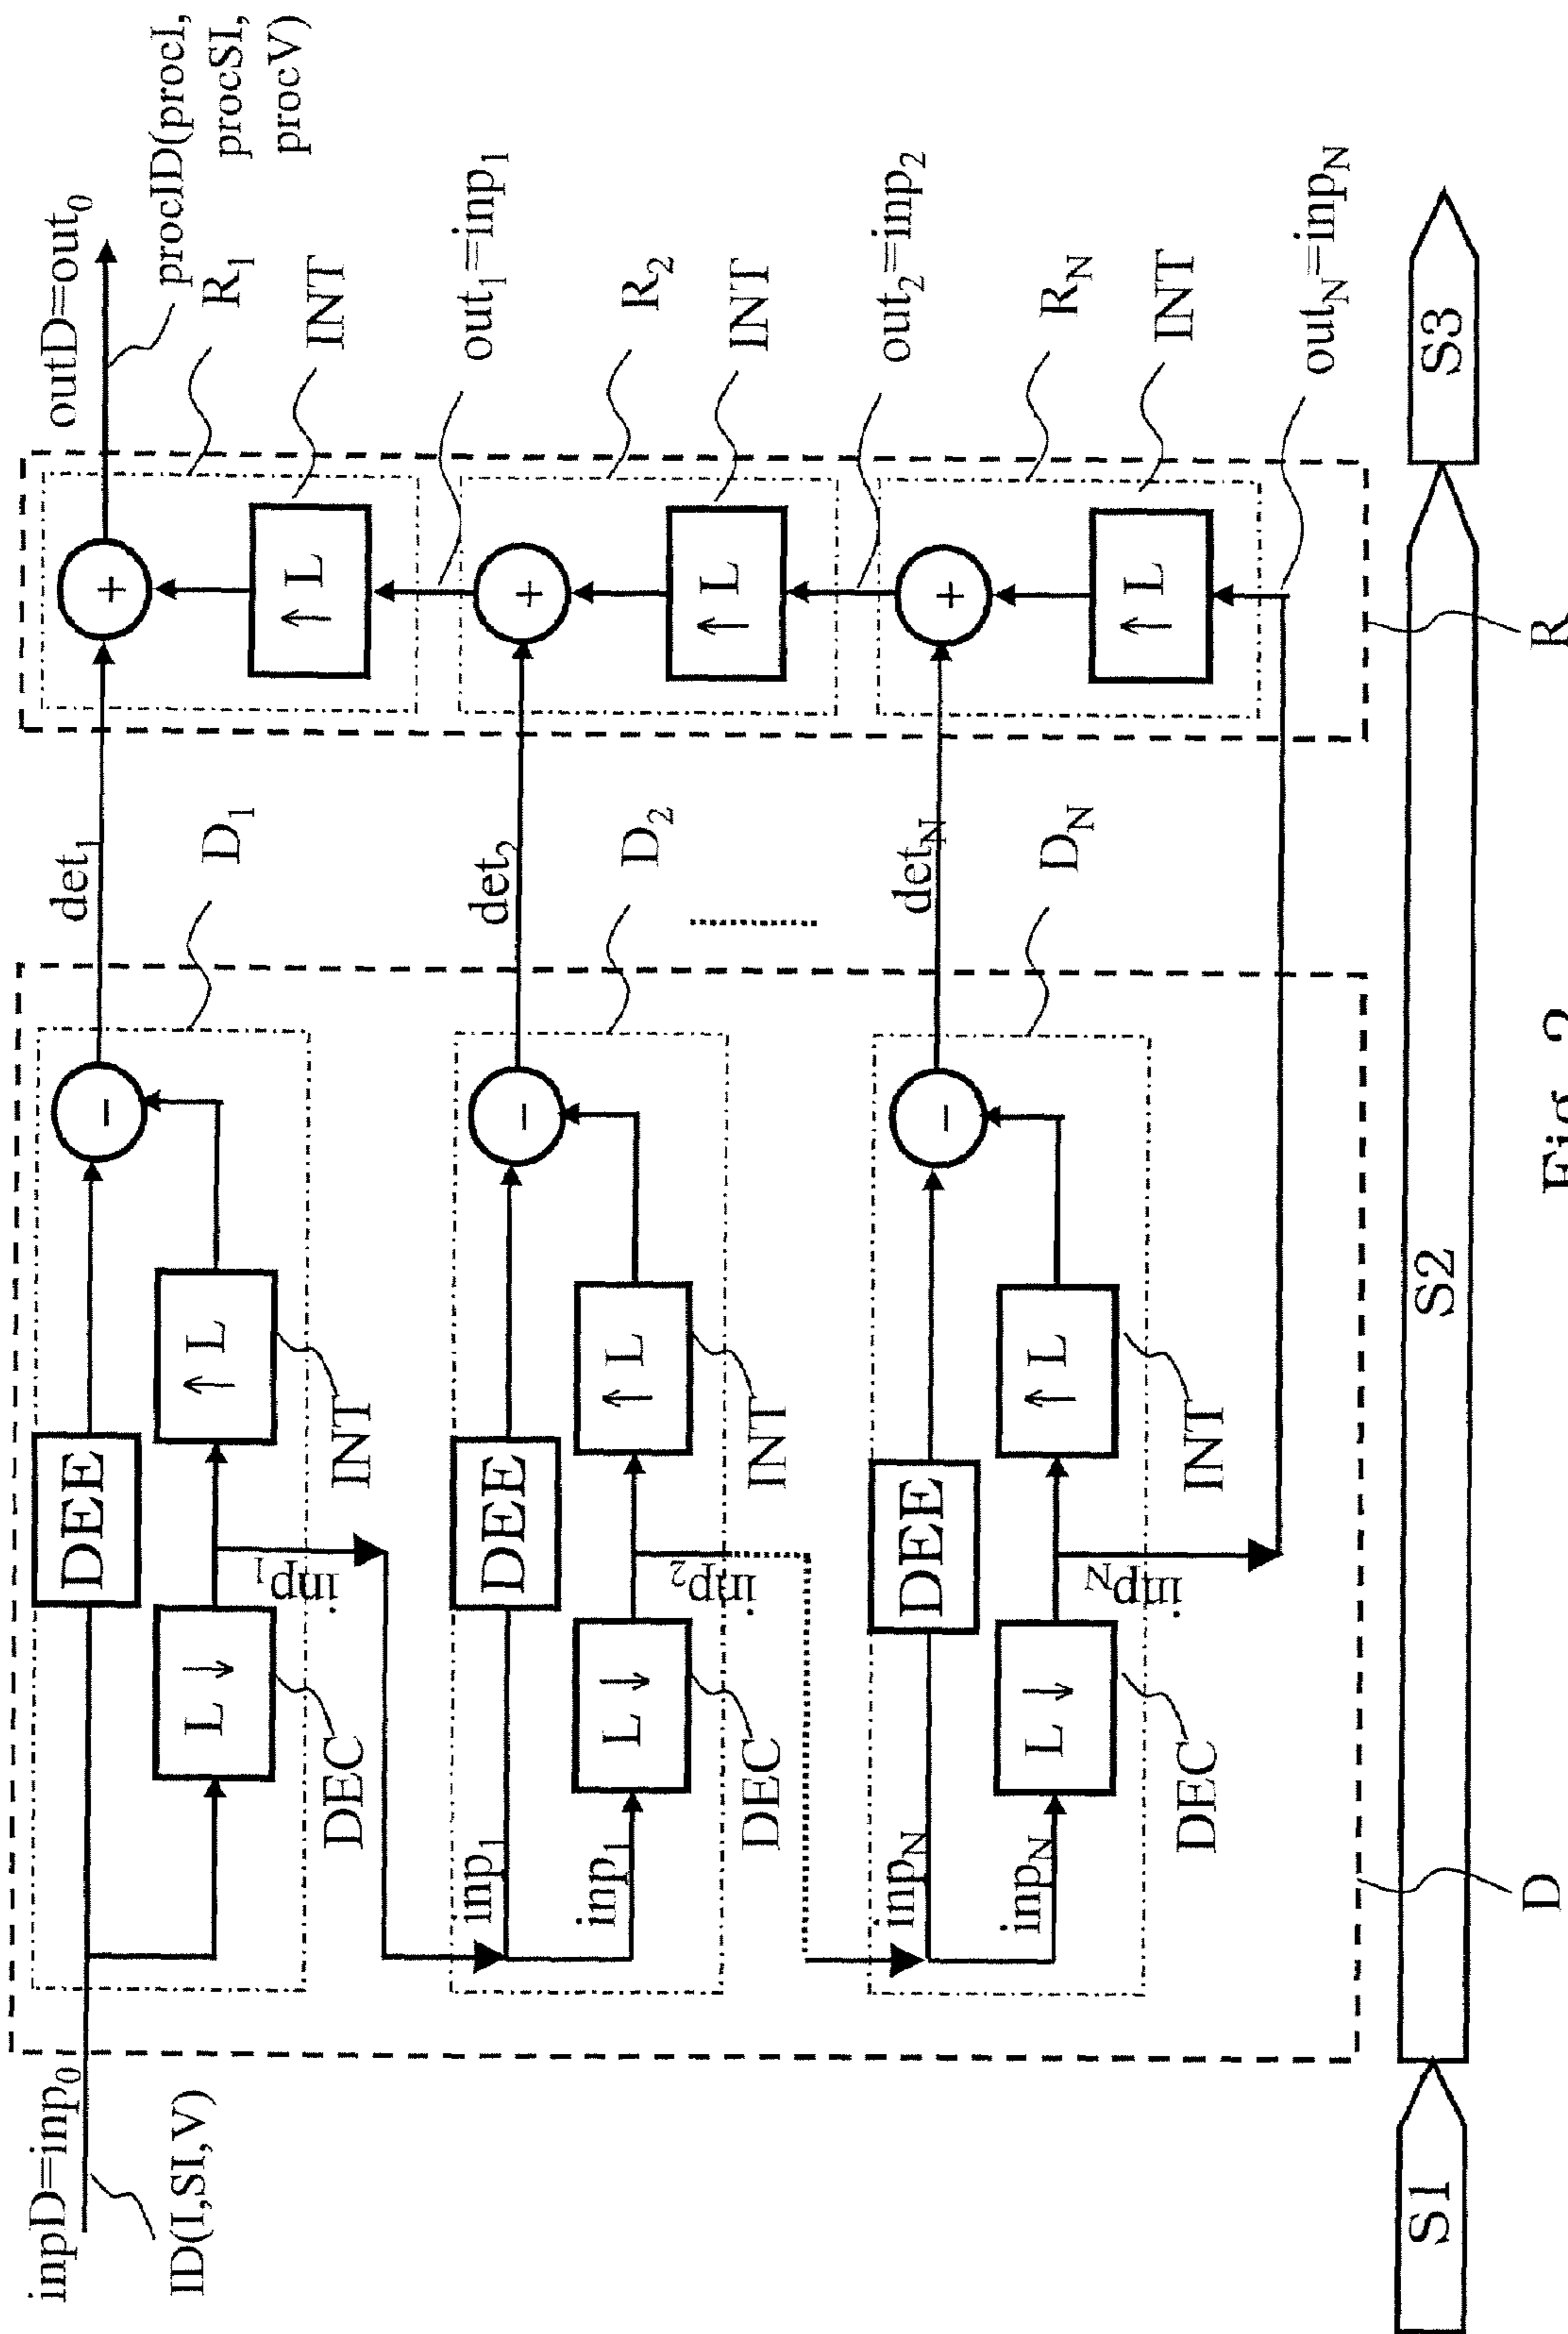 inpD=inp0
ID(I,SI,V)
DEE
L ↓
DEC
inp1
↑ L
INT
−
det1
D1
+
outD=out0
procID(procI,
procSI,
procV)
R1
↑ L
INT
out1=inp1
inp1
inp1
DEE
L ↓
DEC
inp2
↑ L
INT
−
det2
D2
+
R2
↑ L
INT
out2=inp2
inpN
inpN
DEE
L ↓
DEC
inpN
↑ L
INT
−
detN
DN
+
RN
↑ L
INT
outN=inpN
D
R
S1
S2
S3
Fig. 2